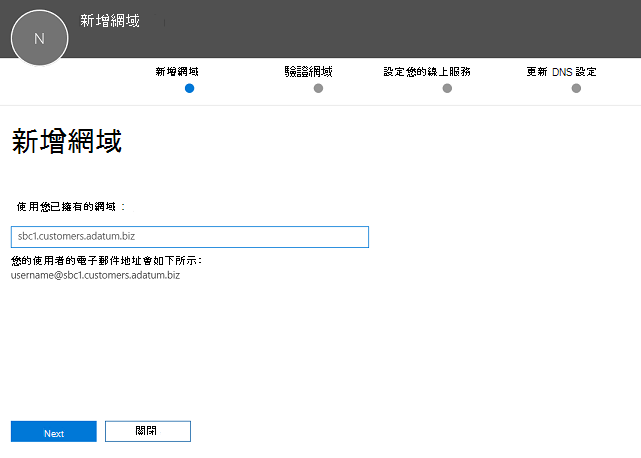 N
新增網域
新增網域 驗證網域 設定您的線上服務 更新 DNS 設定
新增網域
使用您已擁有的網域：
sbc1.customers.adatum.biz
您的使用者的電子郵件地址會如下所示：
username@sbc1.customers.adatum.biz
Next 關閉